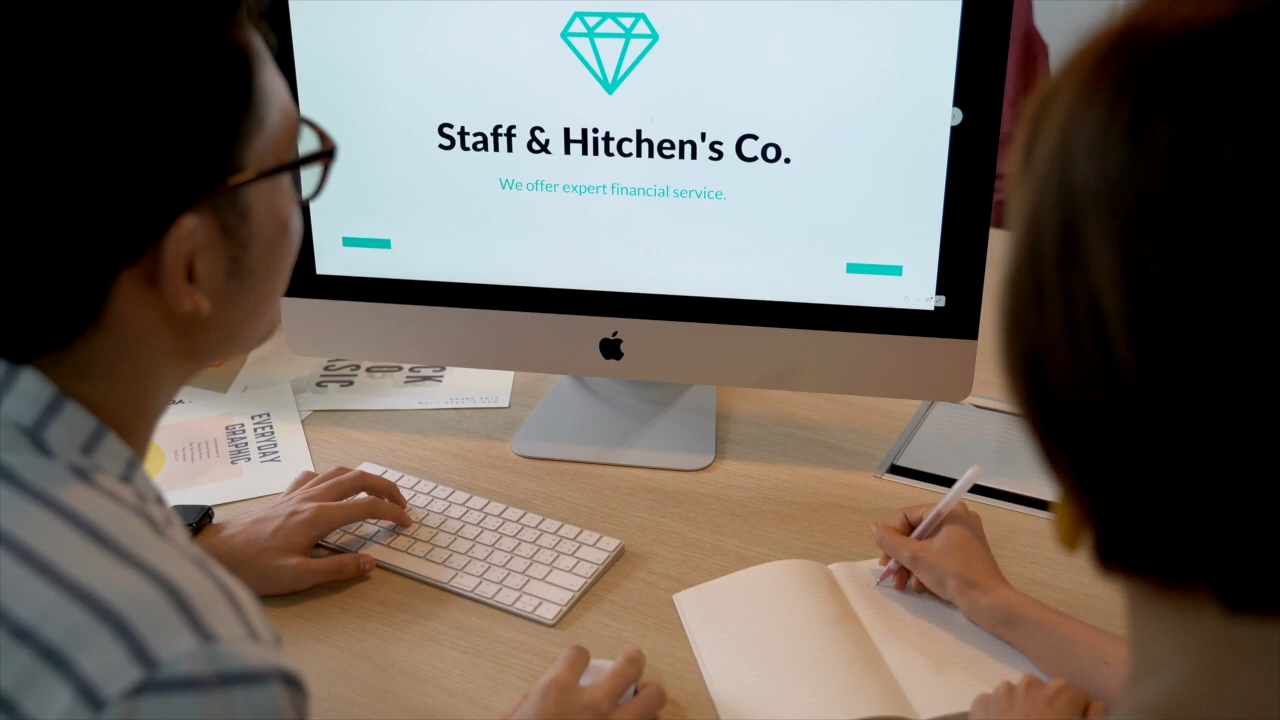 Staff & Hitchen's Co.
We offer expert financial service.
EVERYDAY
GRAPHIC